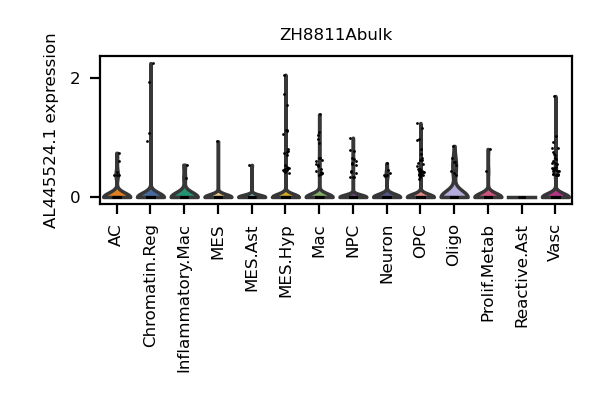 ZH8811Abulk
AL445524.1 expression
2
0
AC
Chromatin.Reg
Inflammatory.Mac
MES
MES.Ast
MES.Hyp
Mac
NPC
Neuron
OPC
Oligo
Prolif.Metab
Reactive.Ast
Vasc